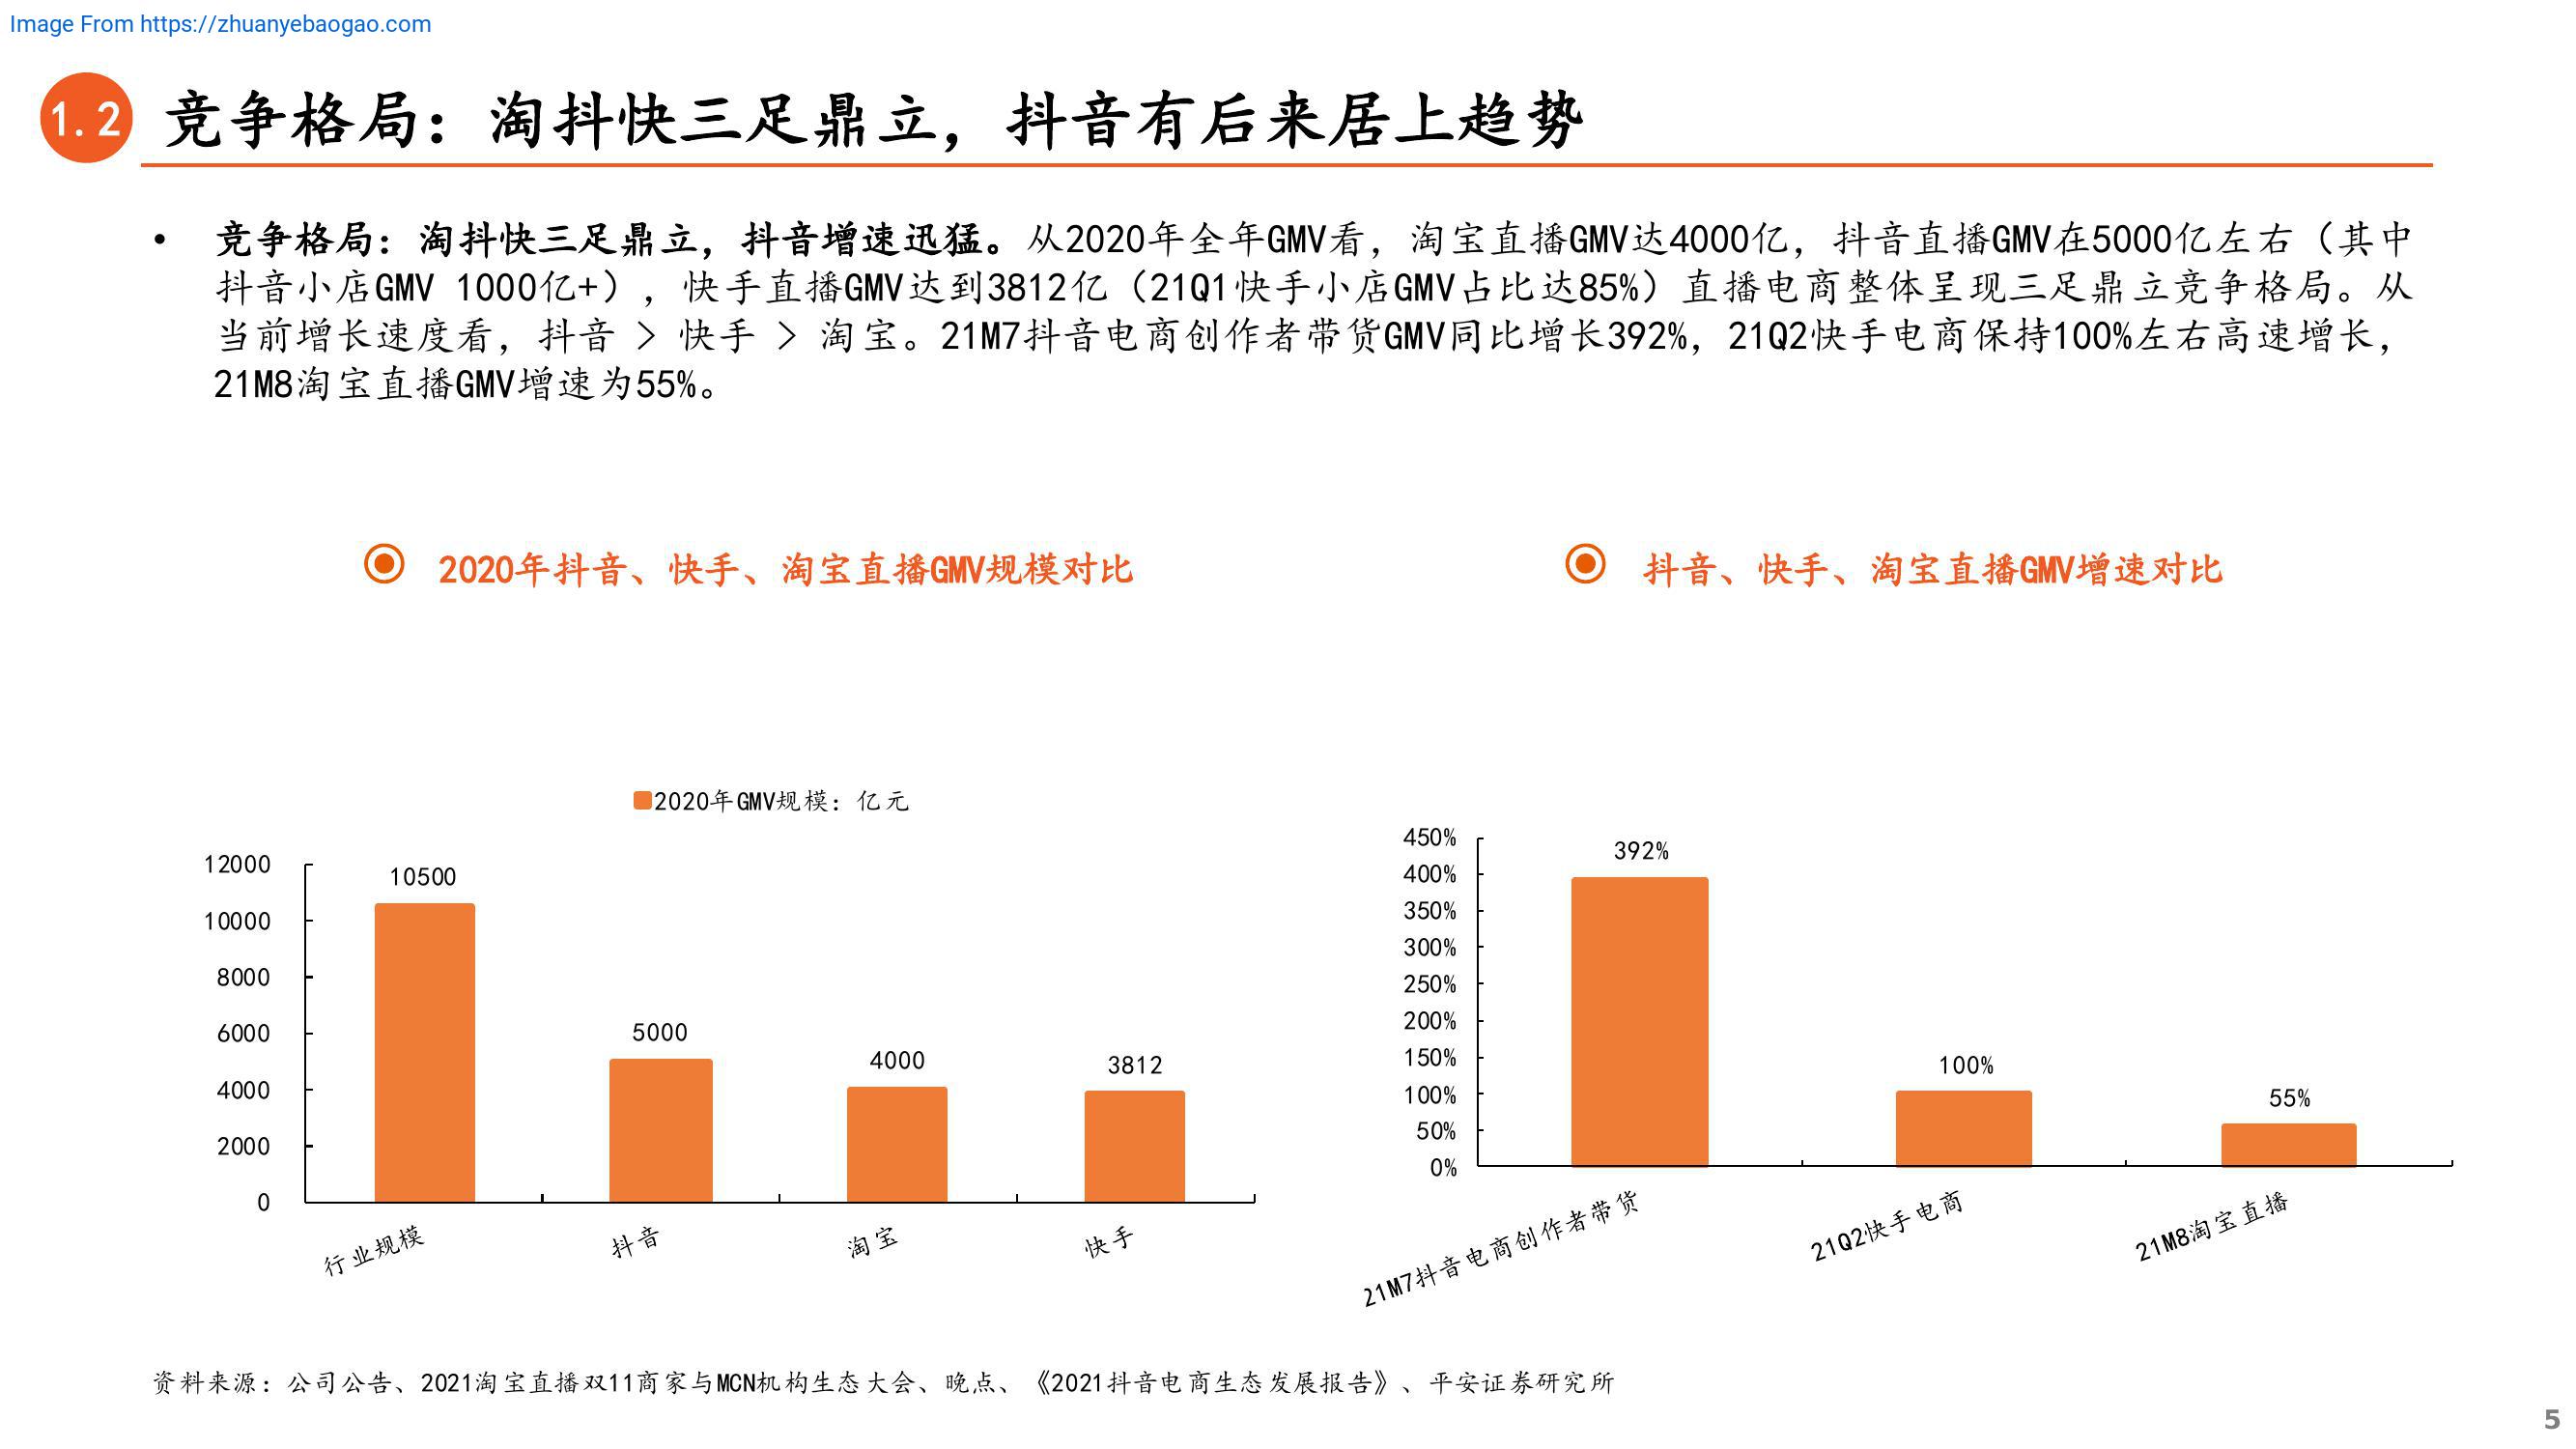 Image From https://zhuanyebaogao.com
1.2 竞争格局：淘抖快三足鼎立，抖音有后来居上趋势
• 竞争格局：淘抖快三足鼎立，抖音增速迅猛。从2020年全年GMV看，淘宝直播GMV达4000亿，抖音直播GMV在5000亿左右（其中
抖音小店GMV 1000亿+），快手直播GMV达到3812亿（21Q1快手小店GMV占比达85%）直播电商整体呈现三足鼎立竞争格局。从
当前增长速度看，抖音 > 快手 > 淘宝。21M7抖音电商创作者带货GMV同比增长392%，21Q2快手电商保持100%左右高速增长，
21M8淘宝直播GMV增速为55%。
2020年抖音、快手、淘宝直播GMV规模对比
2020年GMV规模：亿元
12000
10000
8000
6000
4000
2000
0
10500
5000
4000
3812
行业规模
抖音
淘宝
快手
抖音、快手、淘宝直播GMV增速对比
450%
400%
350%
300%
250%
200%
150%
100%
50%
0%
392%
100%
55%
21M7抖音电商创作者带货
21Q2快手电商
21M8淘宝直播
资料来源：公司公告、2021淘宝直播双11商家与MCN机构生态大会、晚点、《2021抖音电商生态发展报告》、平安证券研究所
5